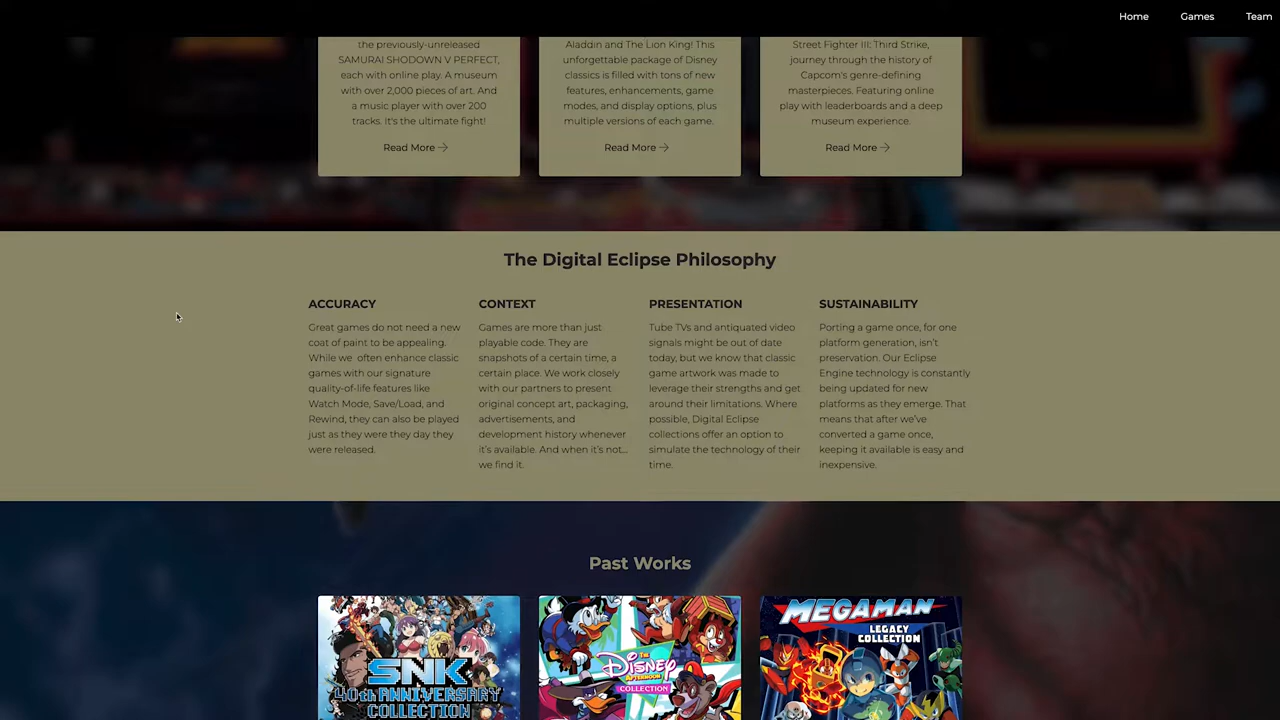 Home Games Team
the previously-unreleased
SAMURAI SHODOWN V PERFECT,
each with online play. A museum
with over 2,000 pieces of art. And
a music player with over 200
tracks. It's the ultimate fight!
Read More
Aladdin and The Lion King! This
unforgettable package of Disney
classics is filled with tons of new
features, enhancements, game
modes, and display options, plus
multiple versions of each game.
Read More
Street Fighter III: Third Strike,
journey through the history of
Capcom's genre-defining
masterpieces. Featuring online
play with leaderboards and a deep
museum experience.
Read More
The Digital Eclipse Philosophy
ACCURACY
Great games do not need a new
coat of paint to be appealing.
While we often enhance classic
games with our signature
quality-of-life features like
Watch Mode, Save/Load, and
Rewind, they can also be played
just as they were they day they
were released.
CONTEXT
Games are more than just
playable code. They are
snapshots of a certain time, a
certain place. We work closely
with our partners to present
original concept art, packaging,
advertisements, and
development history whenever
it's available. And when it's not...
we find it.
PRESENTATION
Tube TVs and antiquated video
signals might be out of date
today, but we know that classic
game artwork was made to
leverage their strengths and get
around their limitations. Where
possible, Digital Eclipse
collections offer an option to
simulate the technology of their
time.
SUSTAINABILITY
Porting a game once, for one
platform generation, isn't
preservation. Our Eclipse
Engine technology is constantly
being updated for new
platforms as they emerge. That
means that after we've
converted a game once,
keeping it available is easy and
inexpensive.
Past Works
SNK
40th ANNIVERSARY
COLLECTION
THE
Disney
AFTERNOON
COLLECTION
MEGAMAN
LEGACY
COLLECTION